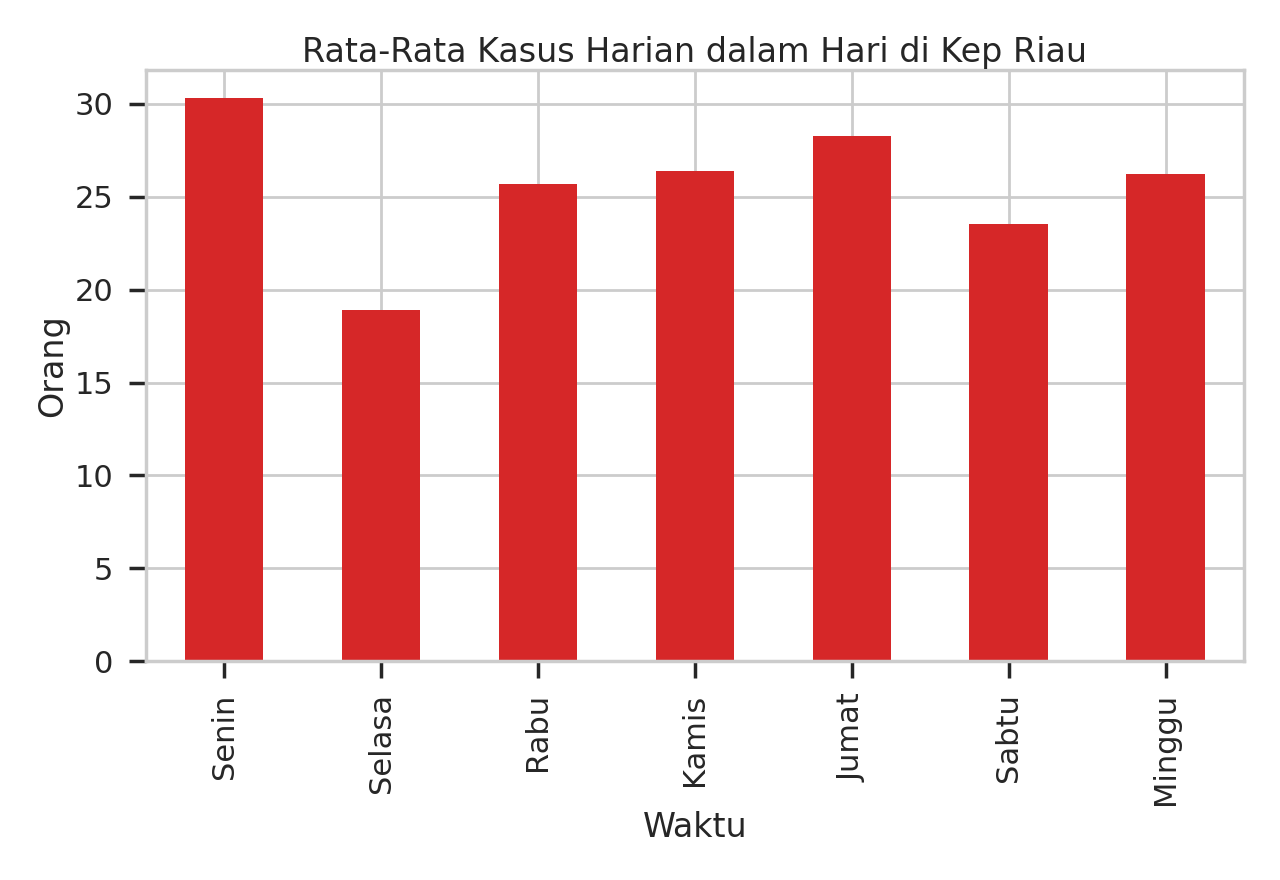 Rata-Rata Kasus Harian dalam Hari di Kep Riau
30
25
20
15
10
5
0
Orang
Senin
Selasa
Rabu
Kamis
Jumat
Sabtu
Minggu
Waktu